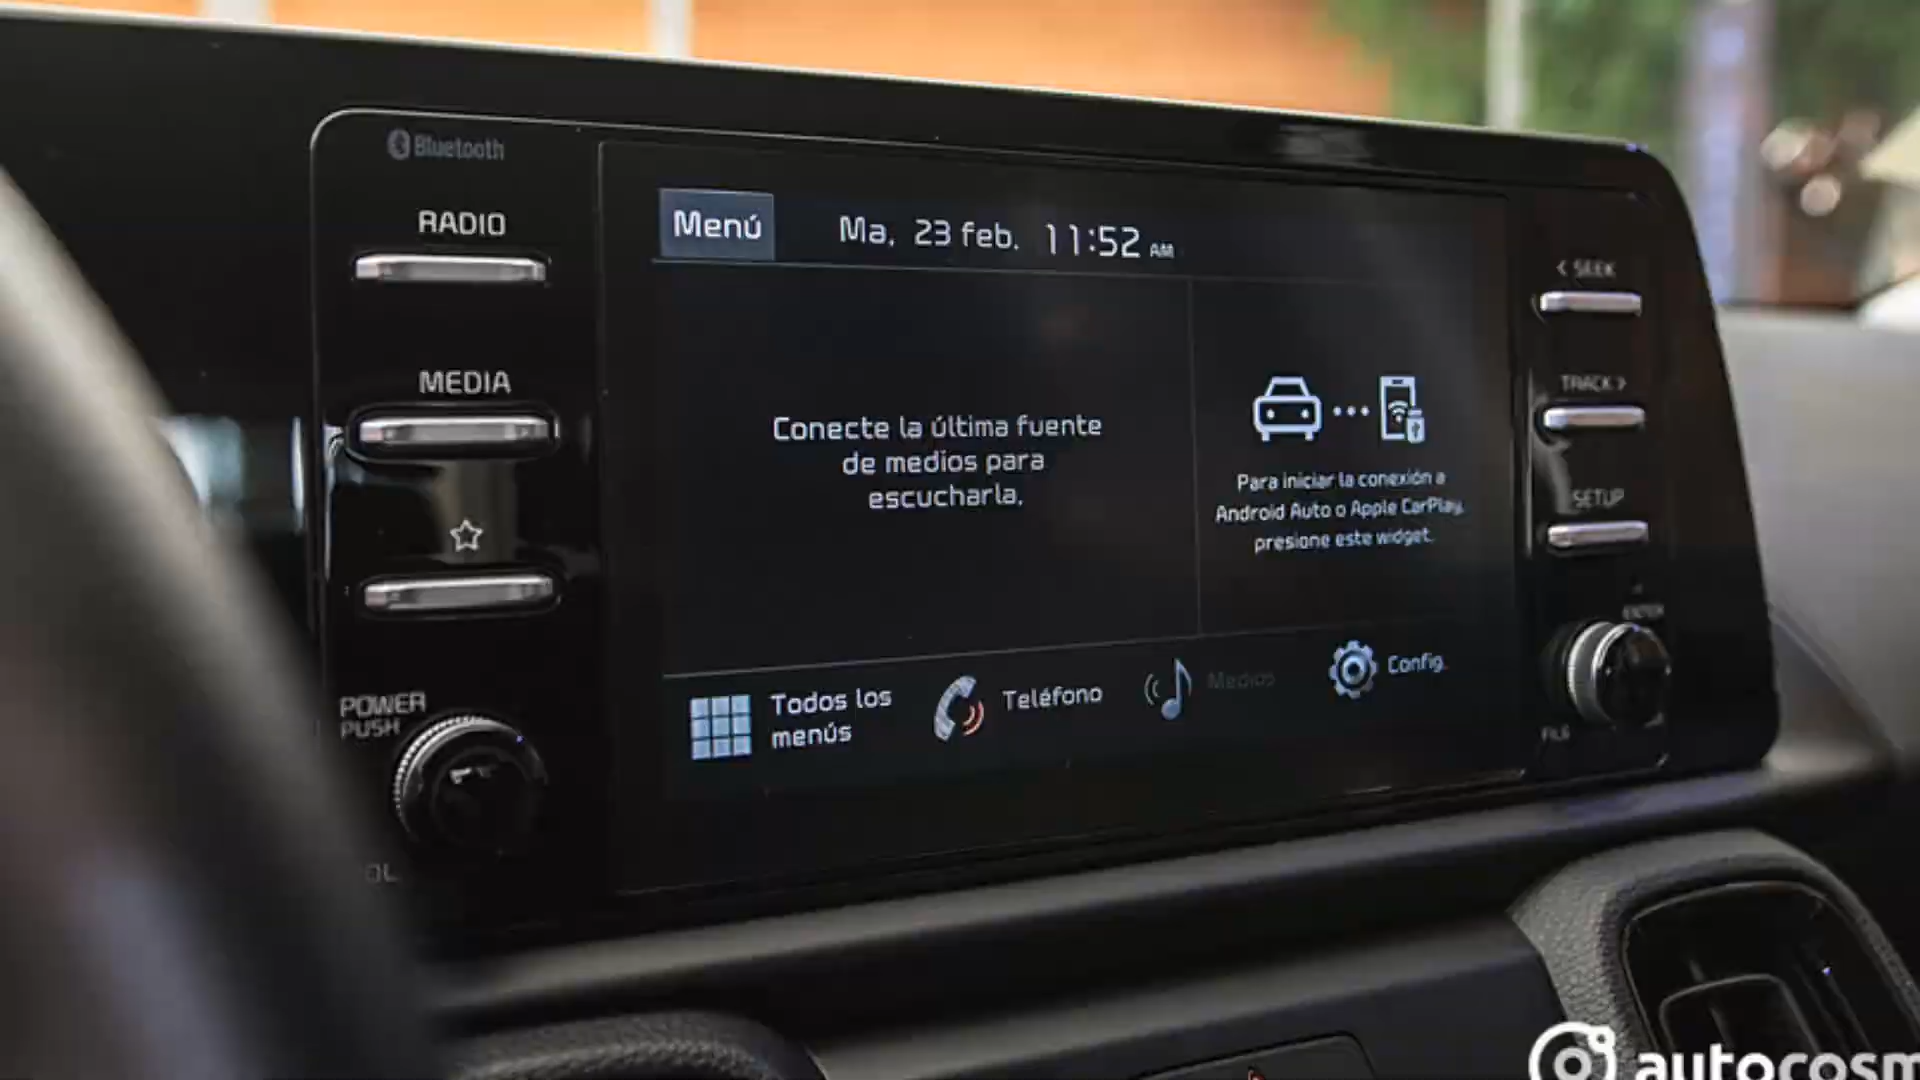 Bluetooth
RADIO
MEDIA
POWER
PUSH
Menú
Ma. 23 feb. 11:52 AM
Conecte la última fuente
de medios para
escucharla.
Para iniciar la conexión a
Android Auto o Apple CarPlay,
presione este widget.
Todos los
menús
Teléfono
Medios
Config.
< SEEK
TRACK >
SETUP
ENTER
FILE
autocosm